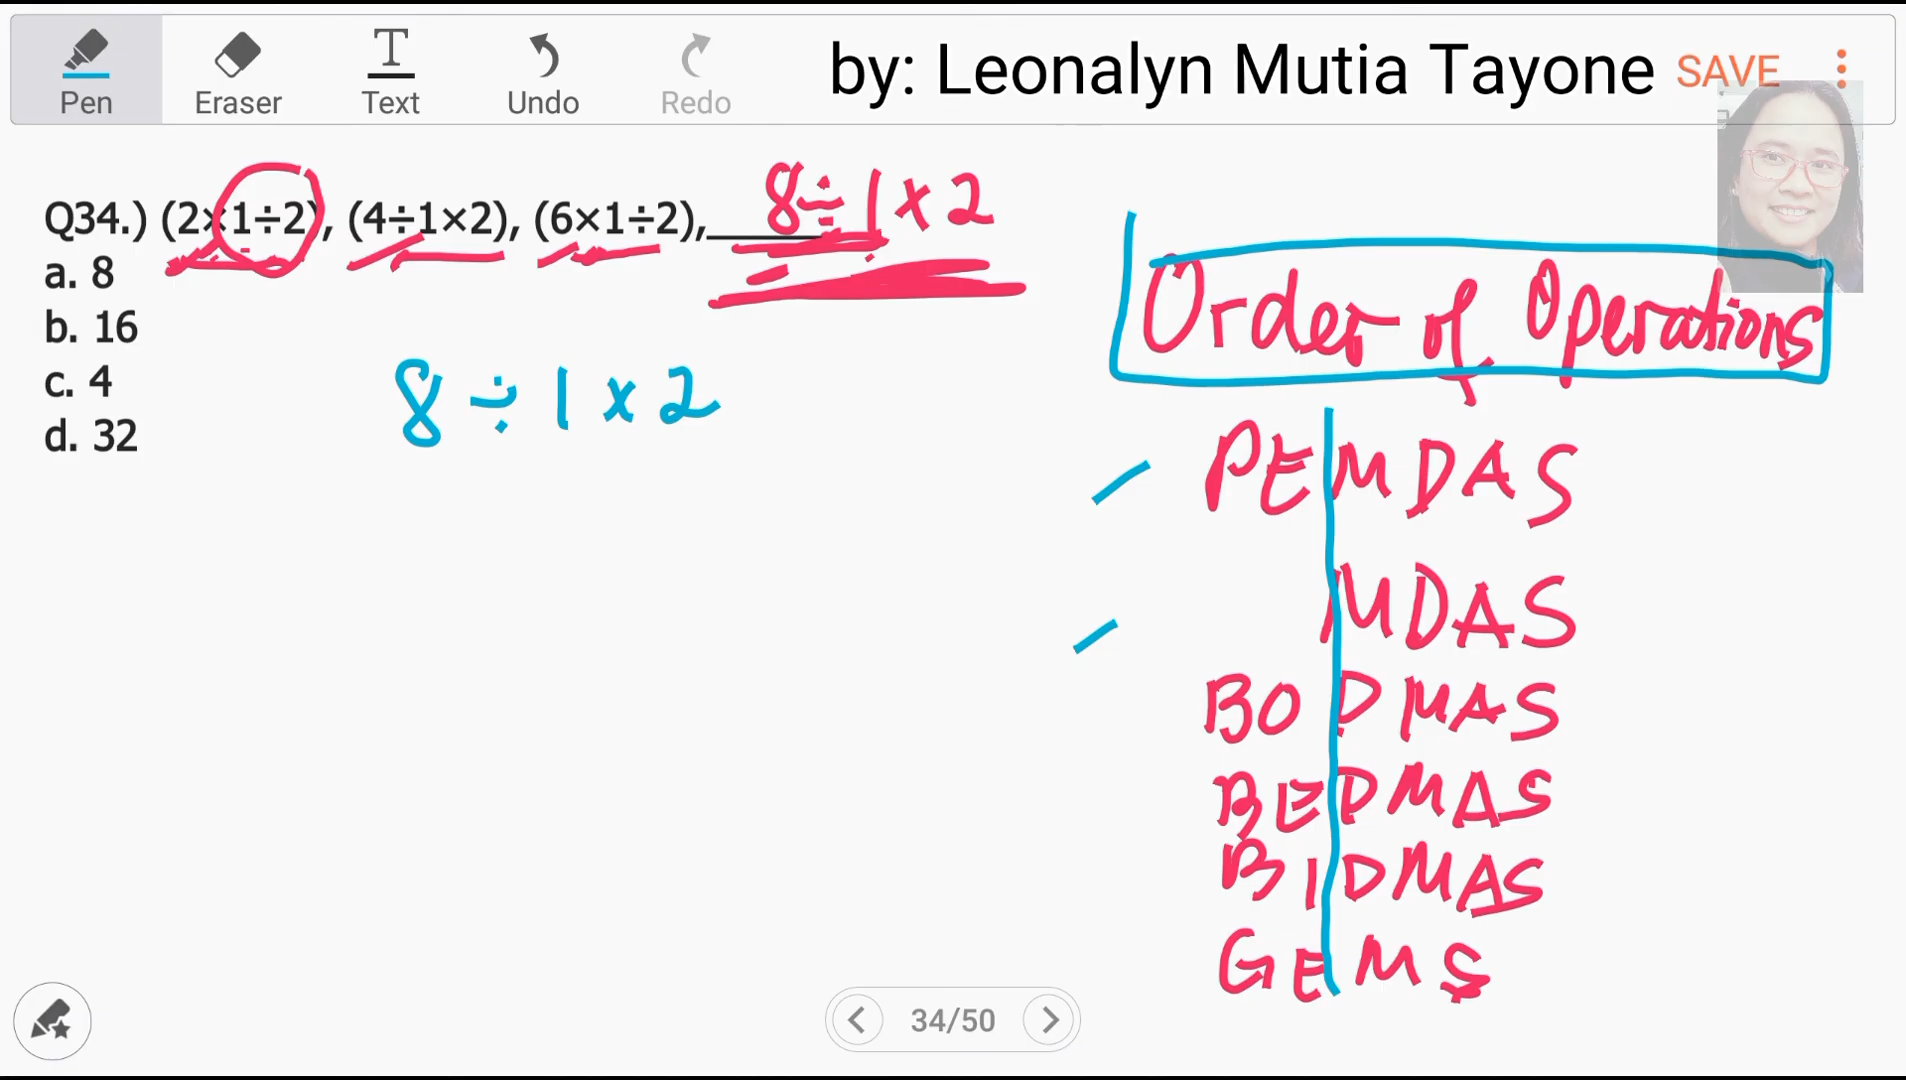 Pen Eraser Text Undo Redo by: Leonalyn Mutia Tayone SAVE
Q34.) (2×1÷2), (4÷1×2), (6×1÷2),______ 8÷1×2
a. 8
b. 16
c. 4
d. 32
8÷1×2
Order of Operations
PEMDAS
MDAS
BODMAS
BEDMAS
BIDMAS
GEMS
34/50